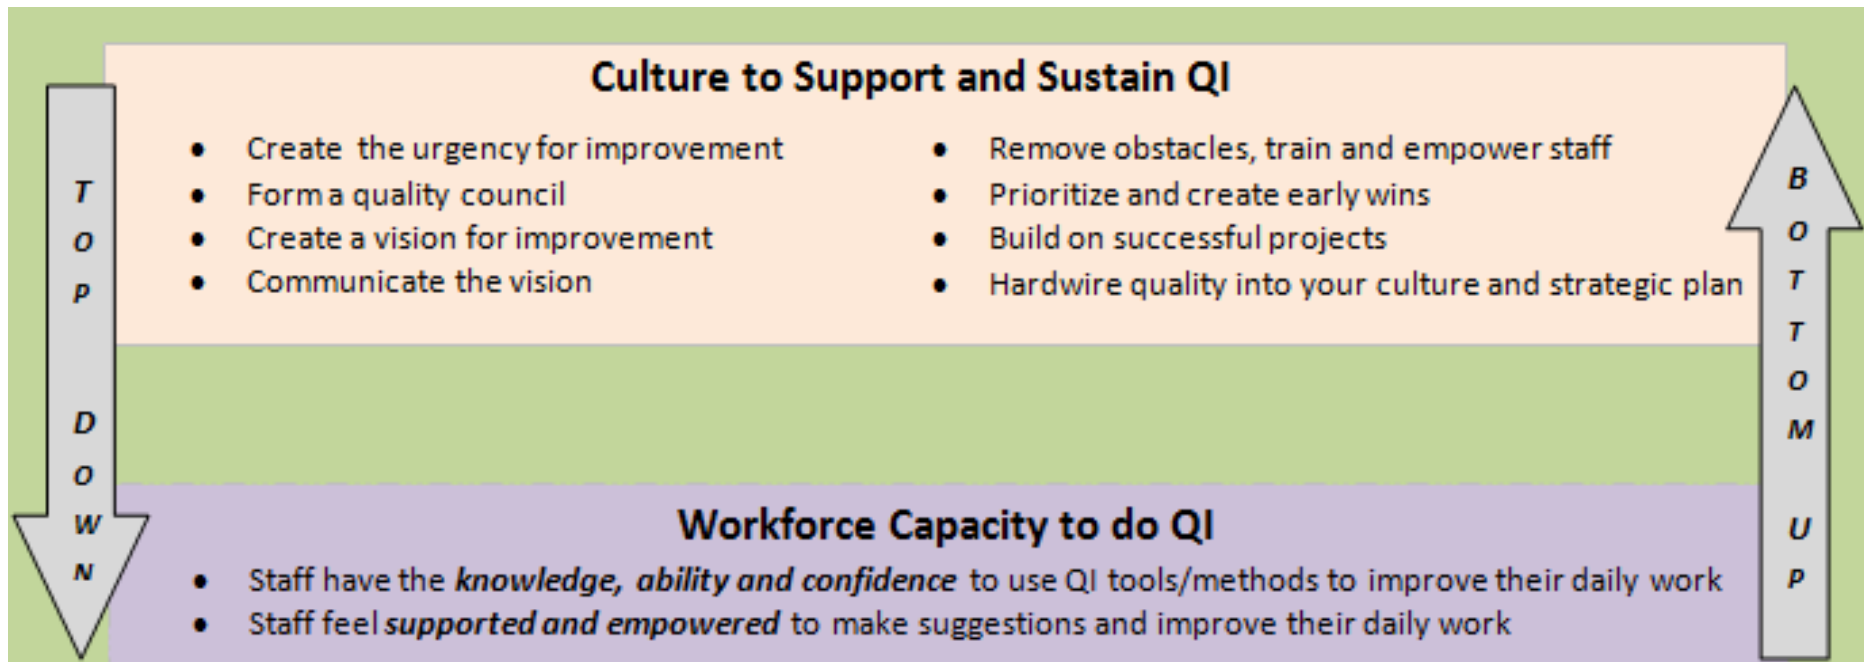 Culture to Support and Sustain QI
• Create the urgency for improvement
• Form a quality council
• Create a vision for improvement
• Communicate the vision
• Remove obstacles, train and empower staff
• Prioritize and create early wins
• Build on successful projects
• Hardwire quality into your culture and strategic plan
TOP DOWN
BOTTOM UP
Workforce Capacity to do QI
• Staff have the knowledge, ability and confidence to use QI tools/methods to improve their daily work
• Staff feel supported and empowered to make suggestions and improve their daily work